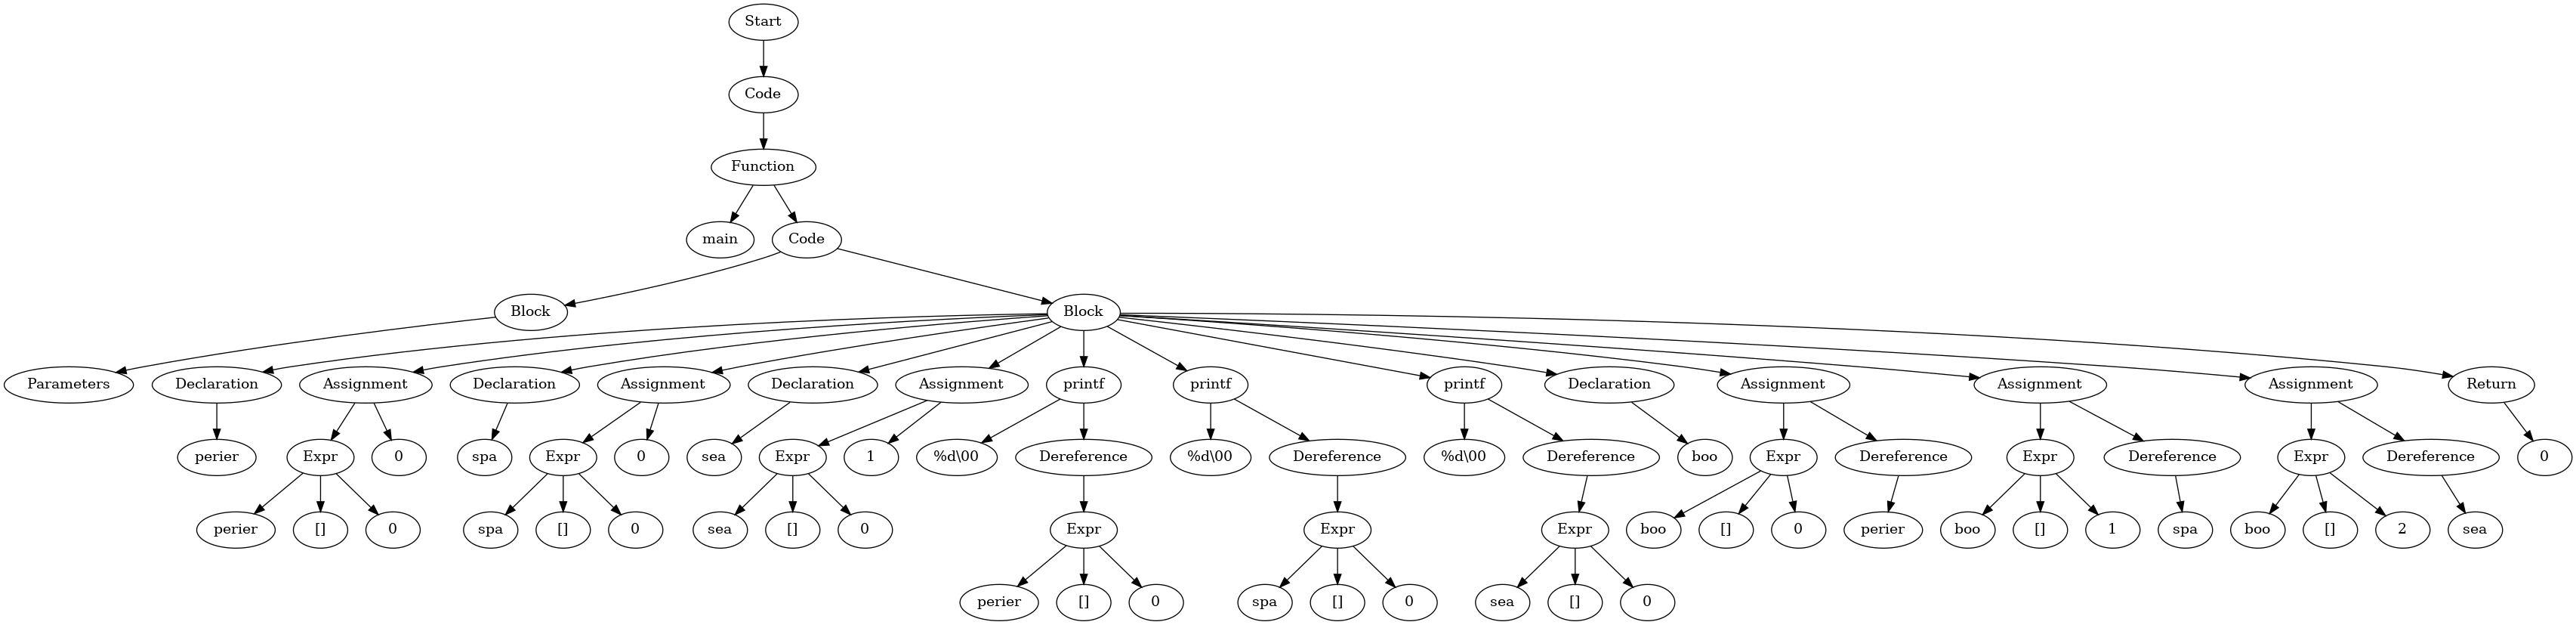 Start
Code
Function
main Code
Block Block
Parameters Declaration Assignment Declaration Assignment Declaration Assignment printf printf printf Declaration Assignment Assignment Assignment Return
perier Expr 0 spa Expr 0 sea Expr 1 %d\00 Dereference %d\00 Dereference %d\00 Dereference boo Expr Dereference Expr Dereference Expr Dereference 0
perier [] 0 spa [] 0 sea [] 0 Expr Expr Expr boo [] 0 perier boo [] 1 spa boo [] 2 sea
perier [] 0 spa [] 0 sea [] 0